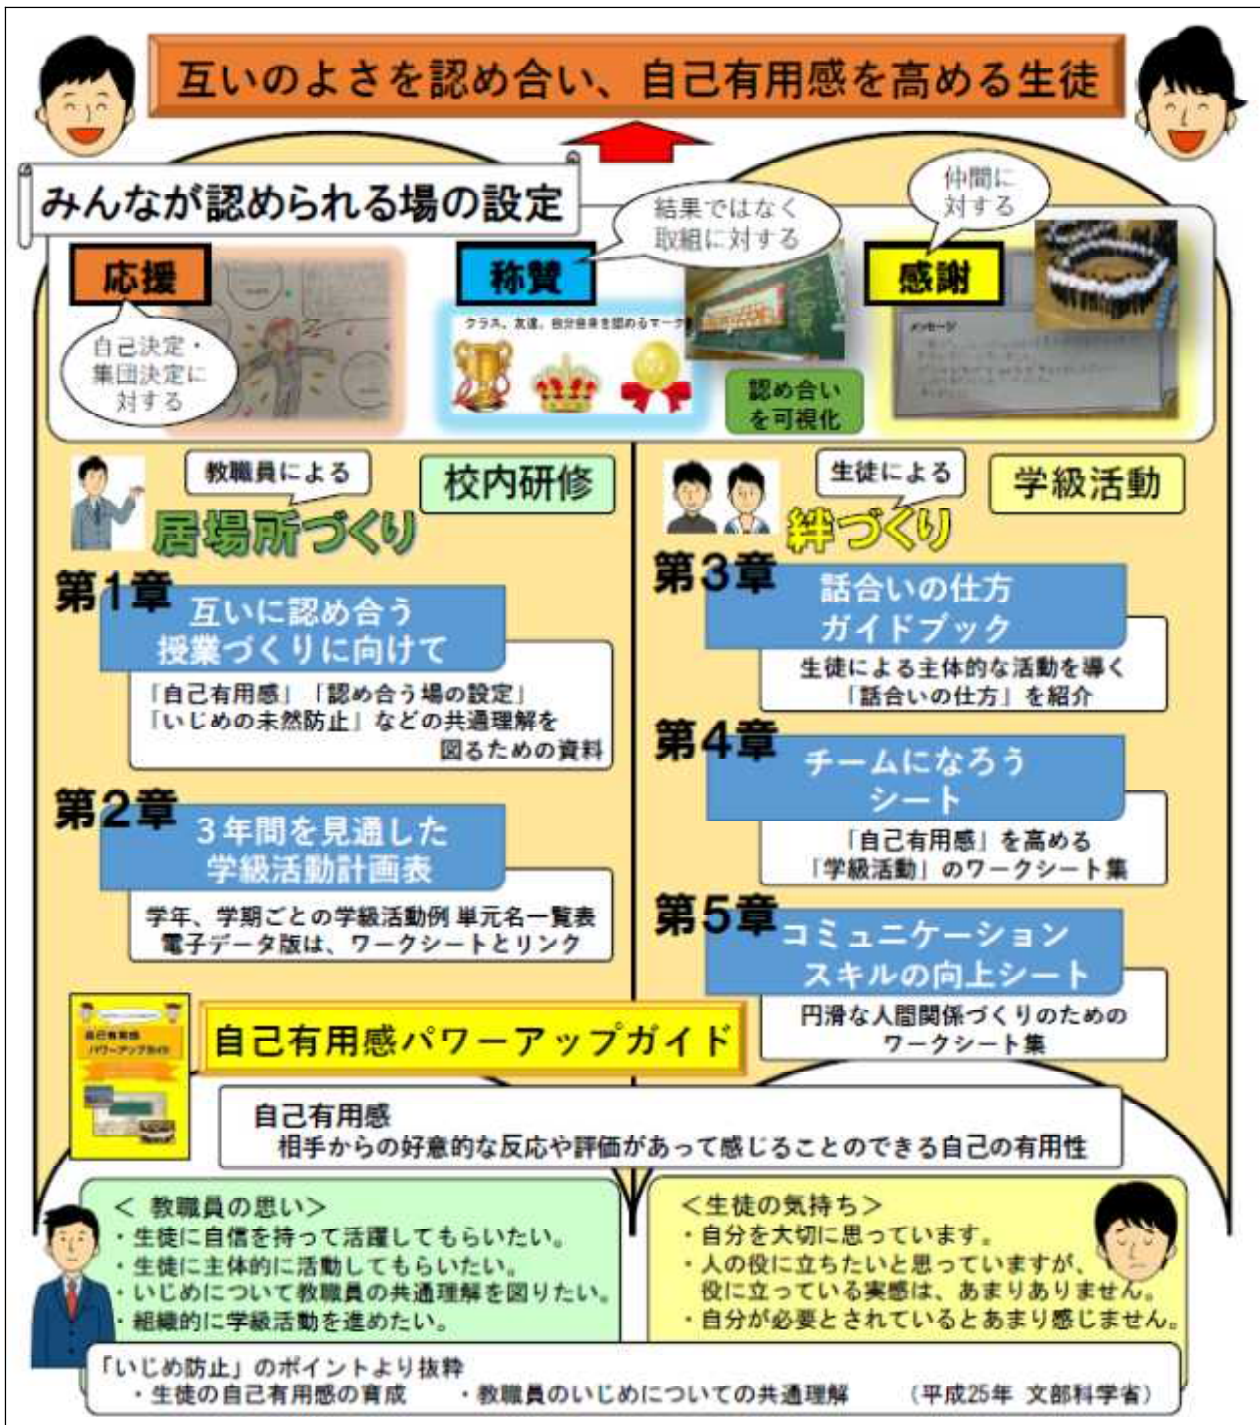 互いのよさを認め合い、自己有用感を高める生徒
みんなが認められる場の設定
応援
自己決定・
集団決定に
対する
称賛
結果ではなく
取組に対する
クラス、友達、自分自身を認めるマーク
認め合い
を可視化
感謝
仲間に
対する
メッセージ
教職員による
居場所づくり
校内研修
第1章
互いに認め合う
授業づくりに向けて
「自己有用感」「認め合う場の設定」
「いじめの未然防止」などの共通理解を
図るための資料
第2章
3年間を見通した
学級活動計画表
学年、学期ごとの学級活動例 単元名一覧表
電子データ版は、ワークシートとリンク
生徒による
絆づくり
学級活動
第3章
話合いの仕方
ガイドブック
生徒による主体的な活動を導く
「話合いの仕方」を紹介
第4章
チームになろう
シート
「自己有用感」を高める
「学級活動」のワークシート集
第5章
コミュニケーション
スキルの向上シート
円滑な人間関係づくりのための
ワークシート集
自己有用感
パワーアップガイド
自己有用感パワーアップガイド
自己有用感
相手からの好意的な反応や評価があって感じることのできる自己の有用性
＜ 教職員の思い＞
・生徒に自信を持って活躍してもらいたい。
・生徒に主体的に活動してもらいたい。
・いじめについて教職員の共通理解を図りたい。
・組織的に学級活動を進めたい。
＜生徒の気持ち＞
・自分を大切に思っています。
・人の役に立ちたいと思っていますが、
役に立っている実感は、あまりありません。
・自分が必要とされているとあまり感じません。
「いじめ防止」のポイントより抜粋
・生徒の自己有用感の育成 ・教職員のいじめについての共通理解 （平成25年 文部科学省）